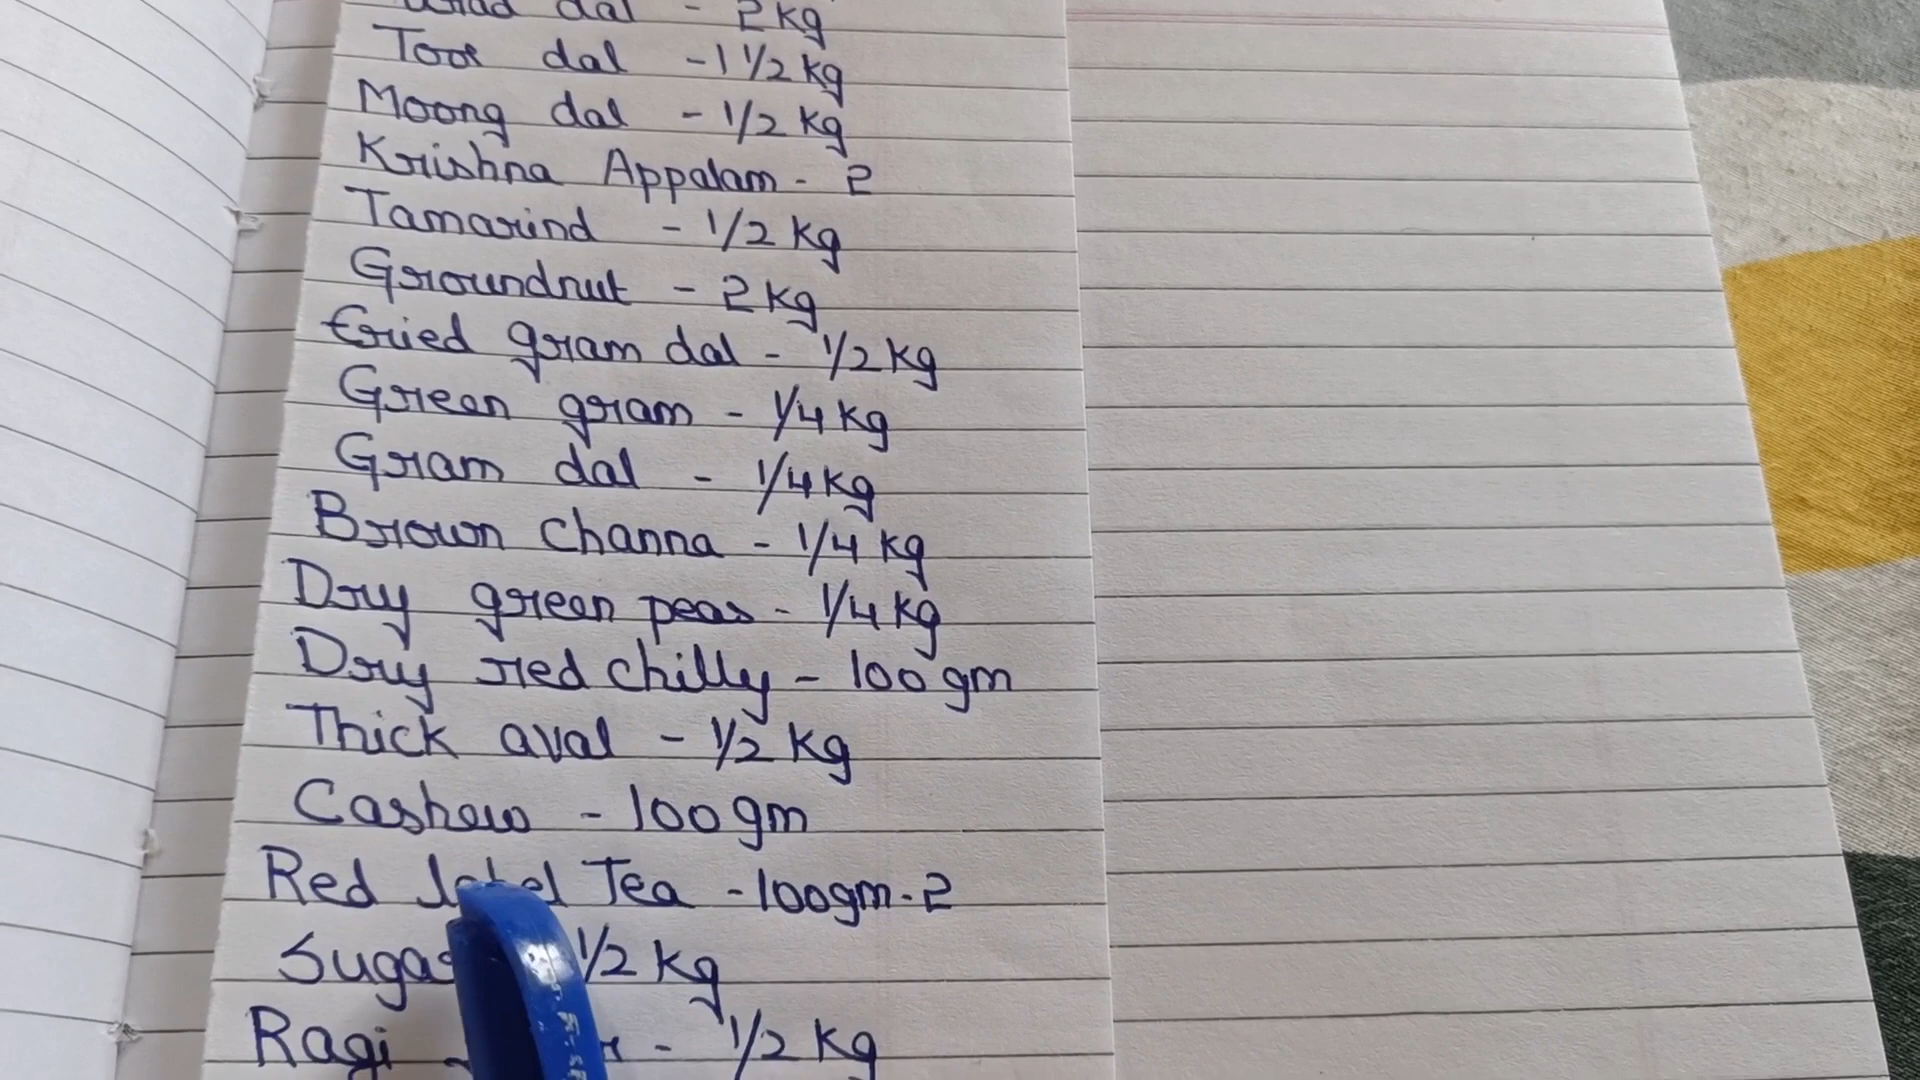 dal - 2 kg
Toor dal - 1 1/2 kg
Moong dal - 1/2 kg
Krishna Appalam - 2
Tamarind - 1/2 kg
Groundnut - 2 kg
Fried gram dal - 1/2 kg
Green gram - 1/4 kg
Gram dal - 1/4 kg
Brown channa - 1/4 kg
Dry green peas - 1/4 kg
Dry red chilly - 100 gm
Thick aval - 1/2 kg
Cashew - 100 gm
Red label Tea - 100gm - 2
Sugar 1/2 kg
Ragi - 1/2 kg